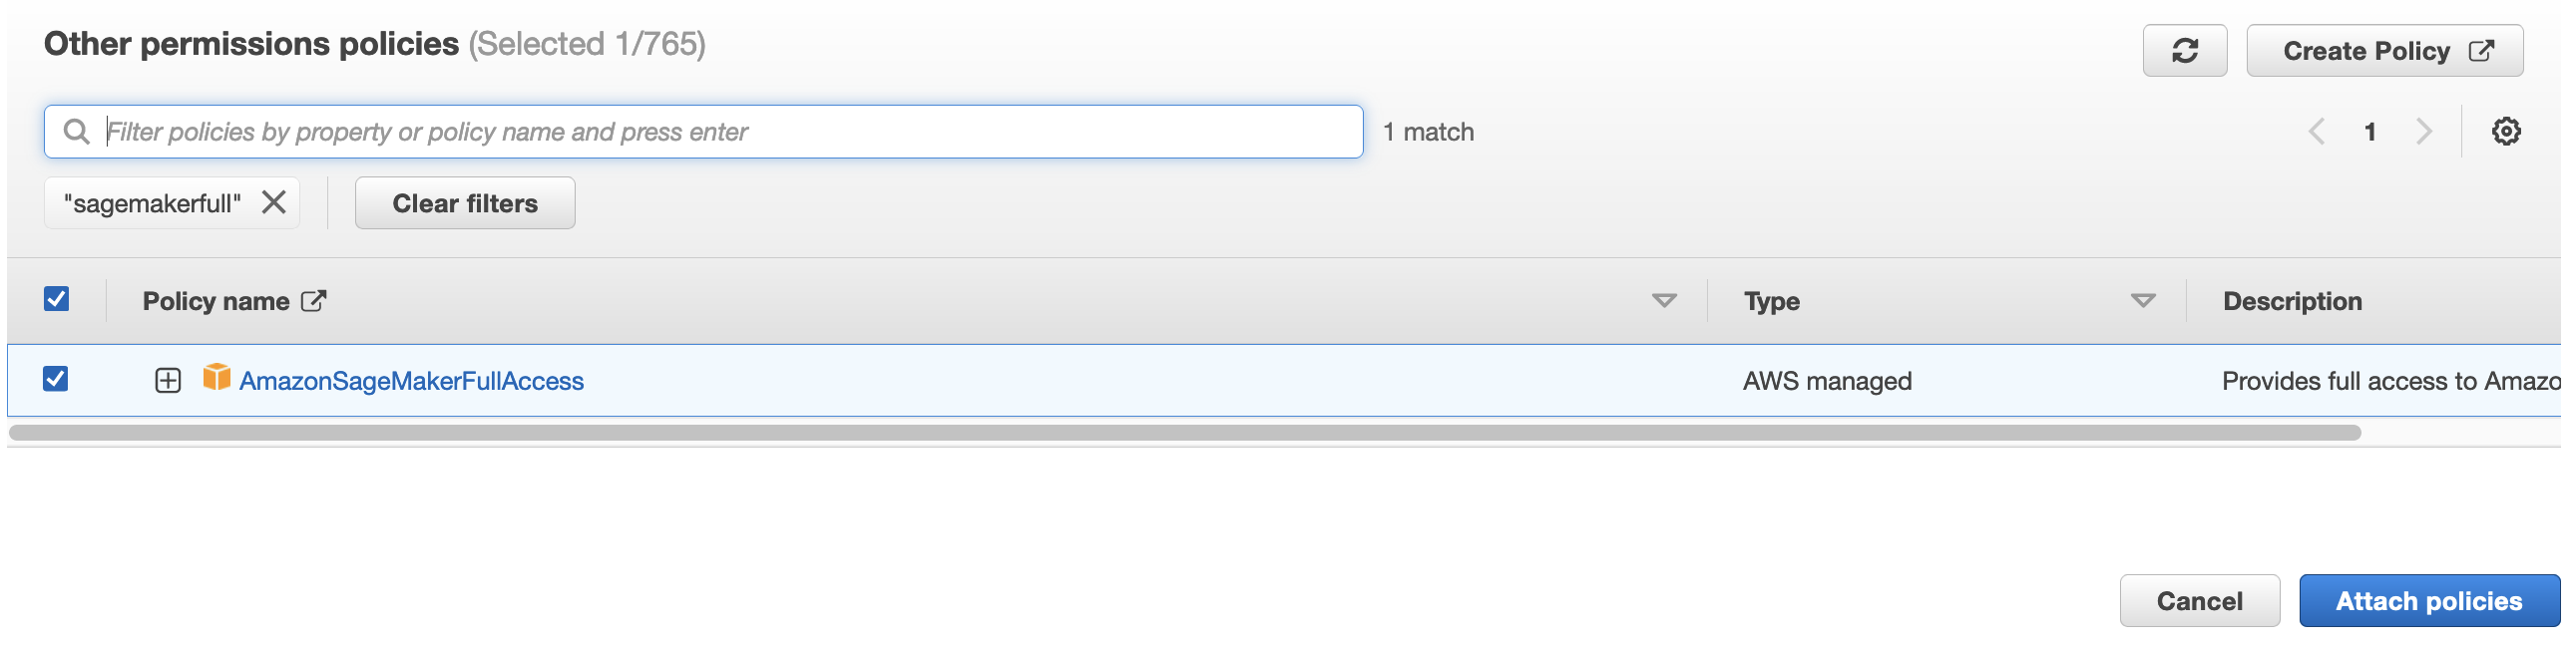 Other permissions policies (Selected 1/765)
Create Policy
Filter policies by property or policy name and press enter
1 match
1
"sagemakerfull"
Clear filters
Policy name
Type
Description
AmazonSageMakerFullAccess
AWS managed
Provides full access to Amazo
Cancel
Attach policies